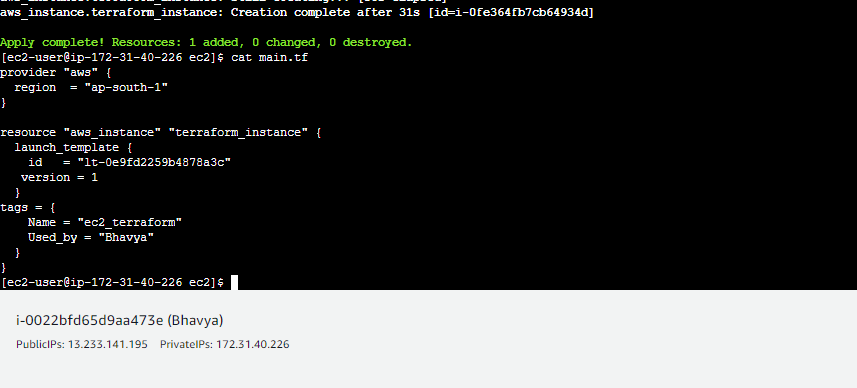 aws_instance.terraform_instance: Creation complete after 31s [id=i-0fe364fb7cb64934d]
Apply complete! Resources: 1 added, 0 changed, 0 destroyed.
[ec2-user@ip-172-31-40-226 ec2]$ cat main.tf
provider "aws" {
  region  = "ap-south-1"
}
resource "aws_instance" "terraform_instance" {
  launch_template {
    id   = "lt-0e9fd2259b4878a3c"
   version = 1
  }
tags = {
    Name = "ec2_terraform"
    Used_by = "Bhavya"
  }
}
[ec2-user@ip-172-31-40-226 ec2]$
i-0022bfd65d9aa473e (Bhavya)
PublicIPs: 13.233.141.195    PrivateIPs: 172.31.40.226